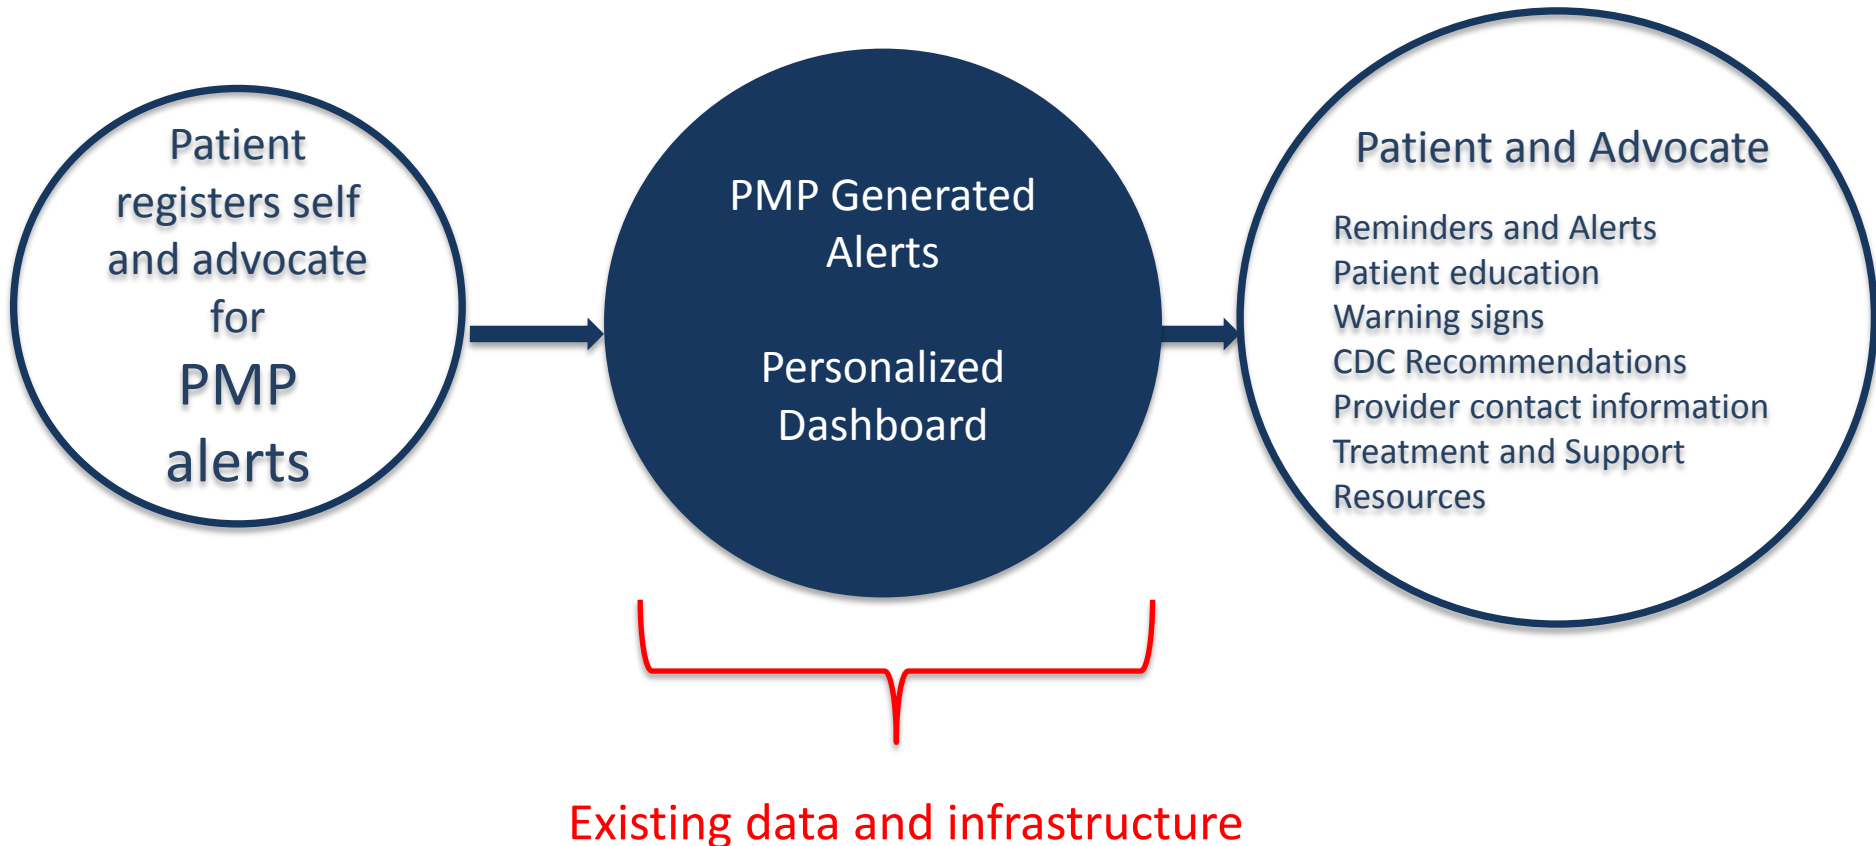 Patient
registers self
and advocate
for
PMP
alerts
PMP Generated
Alerts
Personalized
Dashboard
Patient and Advocate
Reminders and Alerts
Patient education
Warning signs
CDC Recommendations
Provider contact information
Treatment and Support
Resources
Existing data and infrastructure